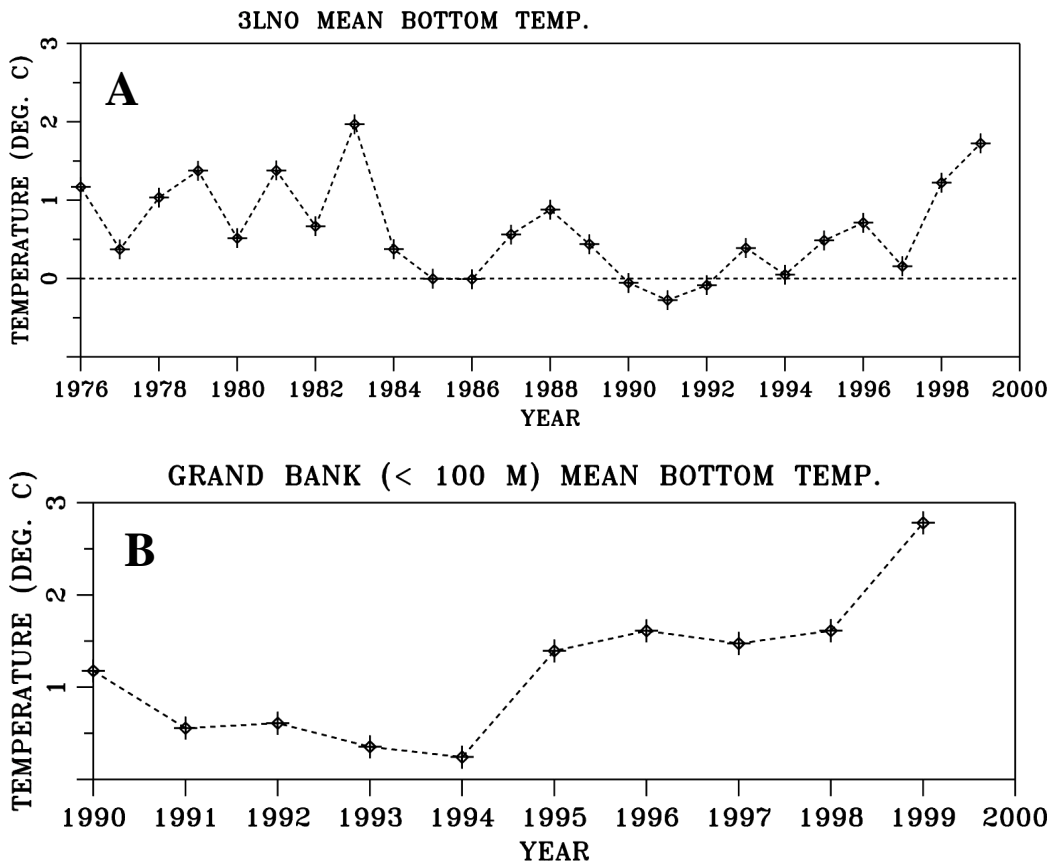 3LNO MEAN BOTTOM TEMP.
A
TEMPERATURE (DEG. C)
3
2
1
0
1976 1978 1980 1982 1984 1986 1988 1990 1992 1994 1996 1998 2000
YEAR
GRAND BANK (< 100 M) MEAN BOTTOM TEMP.
B
TEMPERATURE (DEG. C)
3
2
1
1990 1991 1992 1993 1994 1995 1996 1997 1998 1999 2000
YEAR